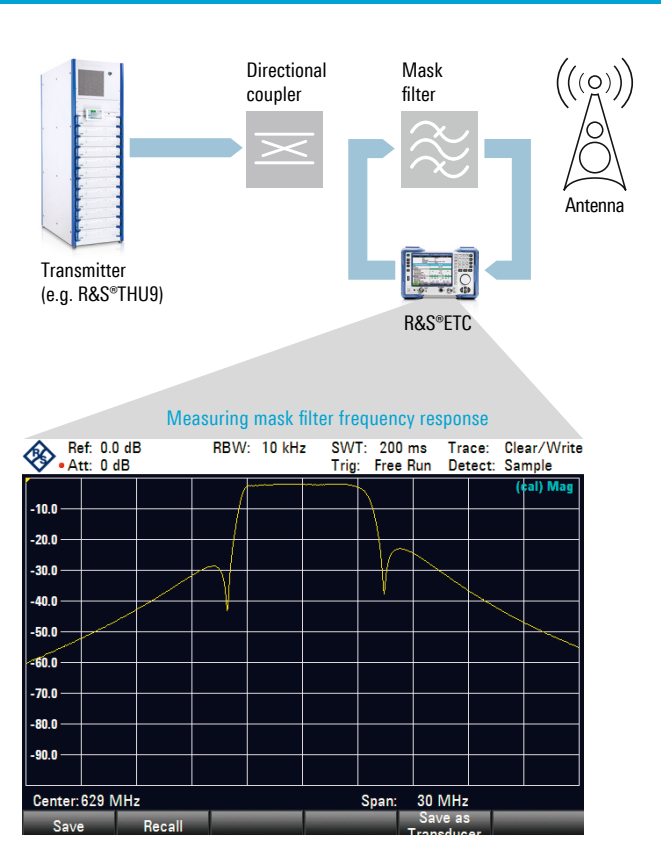 Directional
coupler
Mask
filter
Antenna
Transmitter
(e.g. R&S®THU9)
R&S®ETC
Measuring mask filter frequency response
R&S
Ref: 0.0 dB RBW: 10 kHz SWT: 200 ms Trace: Clear/Write
• Att: 0 dB Trig: Free Run Detect: Sample
(cal) Mag
-10.0
-20.0
-30.0
-40.0
-50.0
-60.0
-70.0
-80.0
-90.0
Center: 629 MHz Span: 30 MHz
Save Recall Save as
Transducer